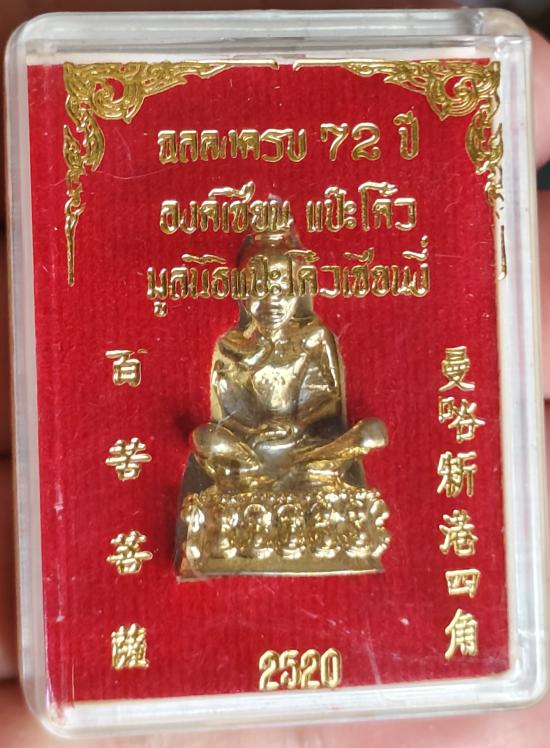 ฉลองครบ 72 ปี
องค์เซียน แป๊ะโค้ว
มูลนิธิแป๊ะโค้วเซียนงี้
百苦菩薩
曼哈新港四角
2520